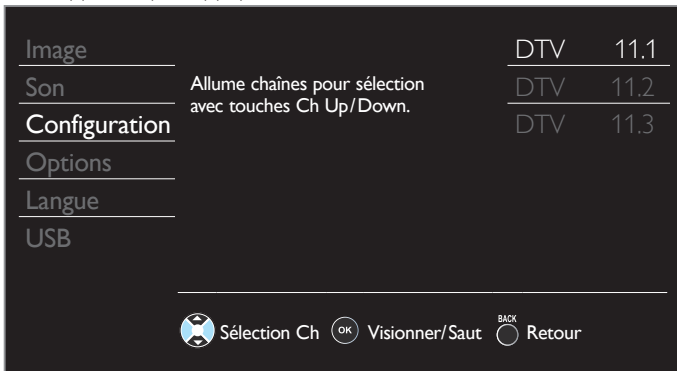 Image
Son
Configuration
Options
Langue
USB
Allume chaînes pour sélection
avec touches Ch Up/Down.
DTV 11.1
DTV 11.2
DTV 11.3
Sélection Ch OK Visionner/Saut BACK Retour